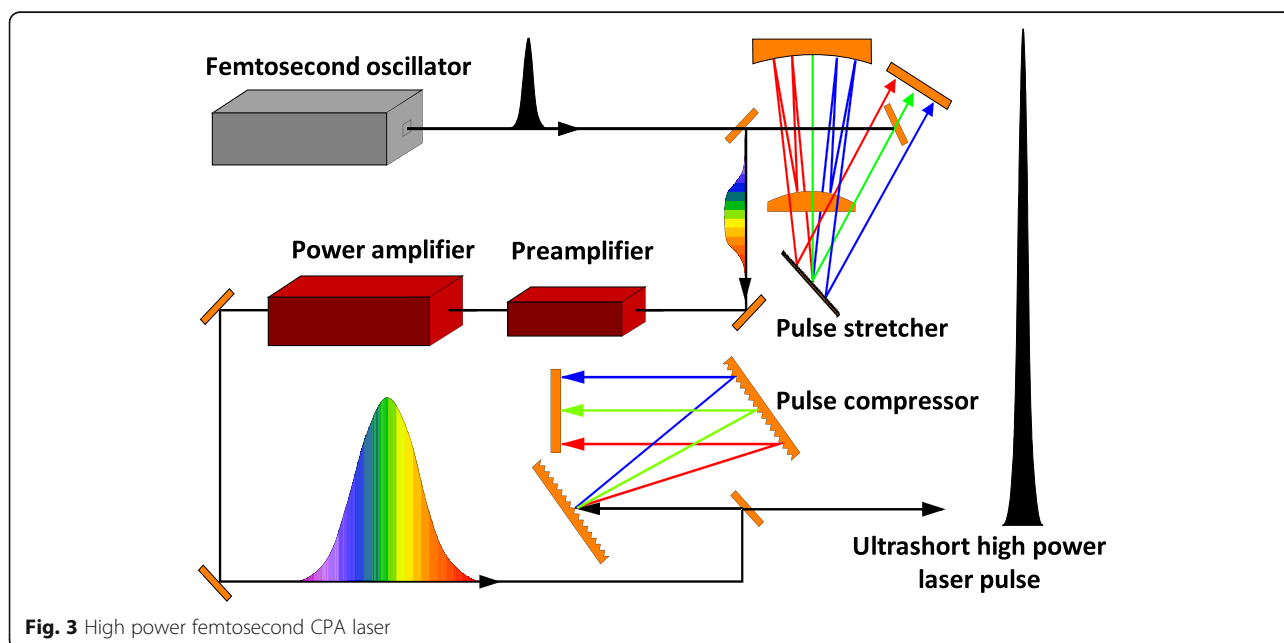 Femtosecond oscillator
Power amplifier
Preamplifier
Pulse stretcher
Pulse compressor
Ultrashort high power
laser pulse
Fig. 3 High power femtosecond CPA laser